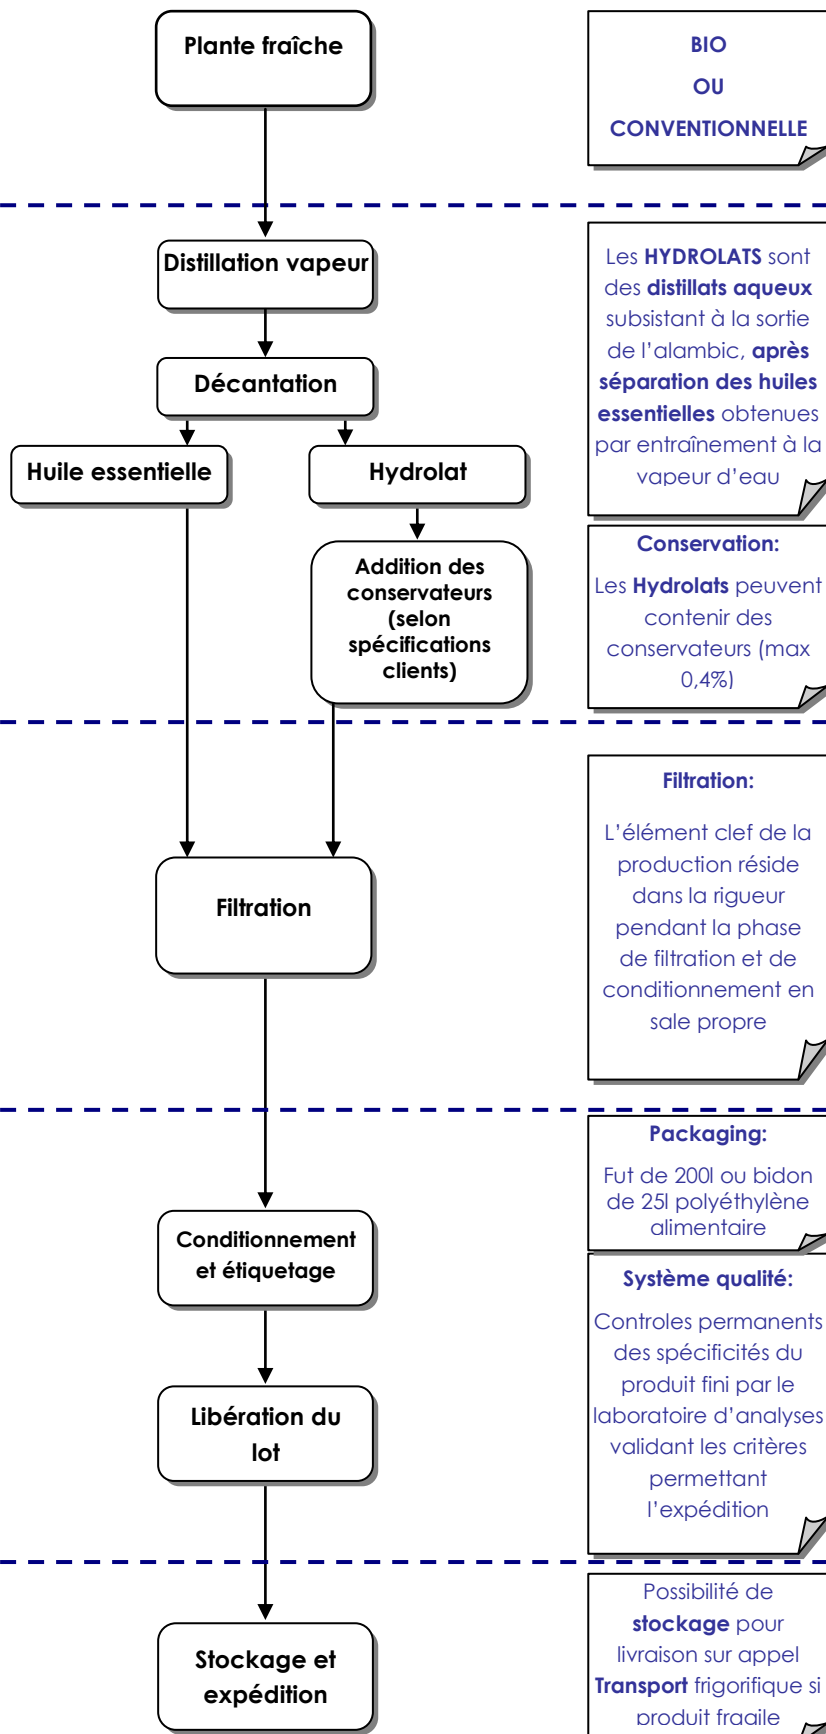 Plante fraîche
BIO
OU
CONVENTIONNELLE
Distillation vapeur
Décantation
Huile essentielle
Hydrolat
Addition des
conservateurs
(selon
spécifications
clients)
Les HYDROLATS sont
des distillats aqueux
subsistant à la sortie
de l’alambic, après
séparation des huiles
essentielles obtenues
par entraînement à la
vapeur d’eau
Conservation:
Les Hydrolats peuvent
contenir des
conservateurs (max
0,4%)
Filtration
Filtration:
L’élément clef de la
production réside
dans la rigueur
pendant la phase
de filtration et de
conditionnement en
sale propre
Conditionnement
et étiquetage
Libération du
lot
Packaging:
Fut de 200l ou bidon
de 25l polyéthylène
alimentaire
Système qualité:
Controles permanents
des spécificités du
produit fini par le
laboratoire d’analyses
validant les critères
permettant
l’expédition
Stockage et
expédition
Possibilité de
stockage pour
livraison sur appel
Transport frigorifique si
produit fragile